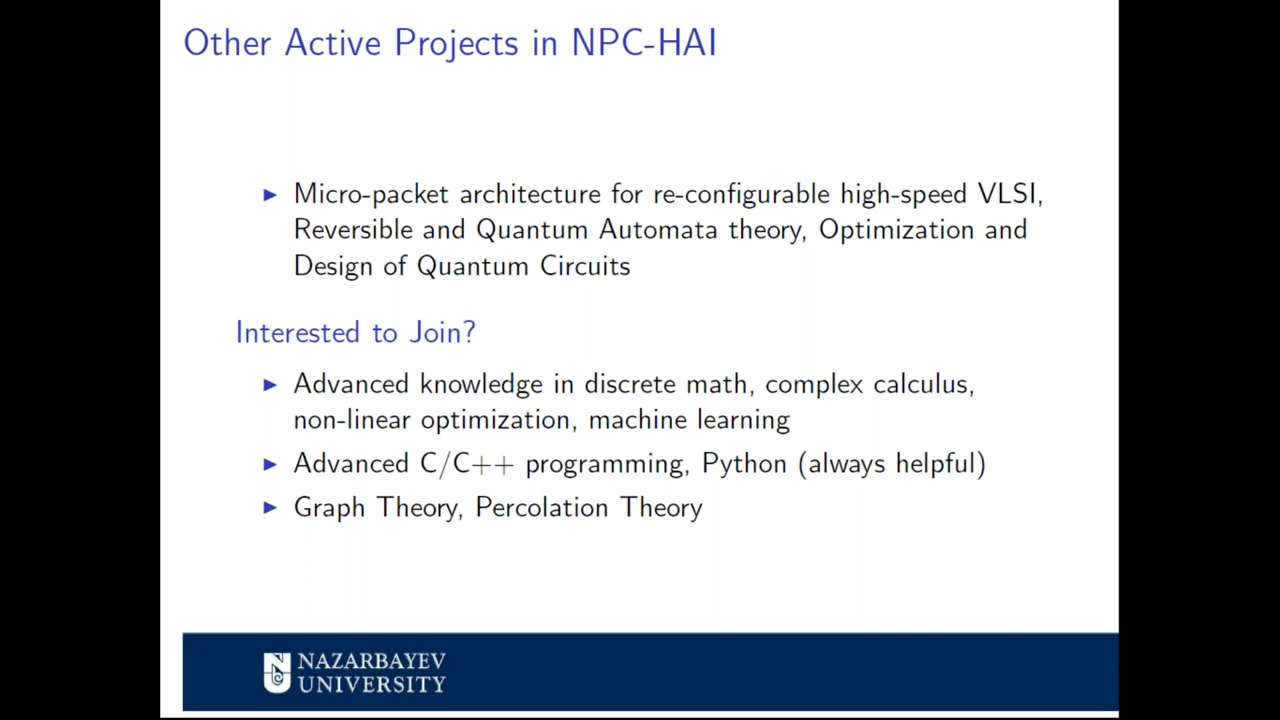 Other Active Projects in NPC-HAI
► Micro-packet architecture for re-configurable high-speed VLSI,
Reversible and Quantum Automata theory, Optimization and
Design of Quantum Circuits
Interested to Join?
► Advanced knowledge in discrete math, complex calculus,
non-linear optimization, machine learning
► Advanced C/C++ programming, Python (always helpful)
► Graph Theory, Percolation Theory
NAZARBAYEV
UNIVERSITY